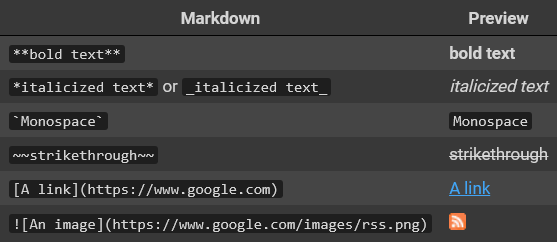 Markdown Preview
**bold text** bold text
*italicized text* or _italicized text_ italicized text
`Monospace` Monospace
~~strikethrough~~ strikethrough
[A link](https://www.google.com) A link
![An image](https://www.google.com/images/rss.png)